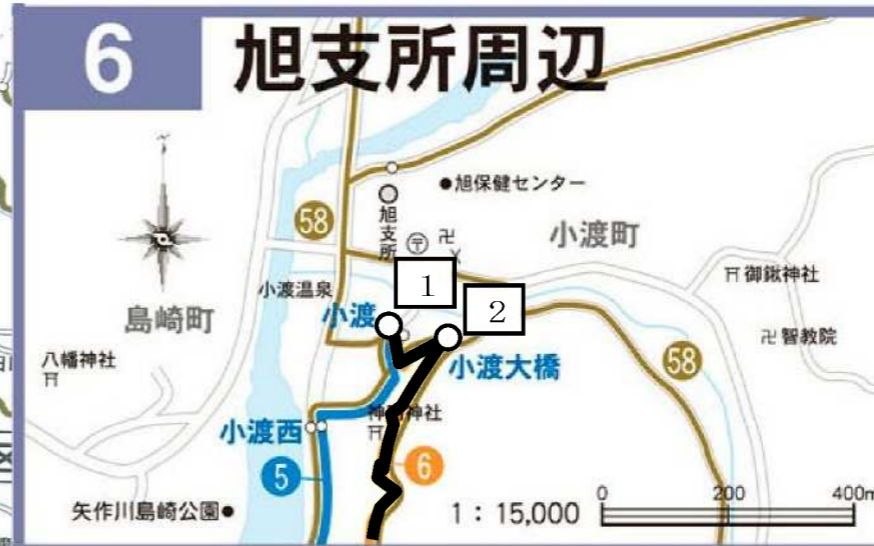 6
旭支所周辺
旭保健センター
旭支所
58
小渡町
1
御鍬神社
小渡温泉
2
小渡
島崎町
智教院
八幡神社
小渡大橋
58
神社
小渡西
5
6
矢作川島崎公園
1：15,000
0
200
400m